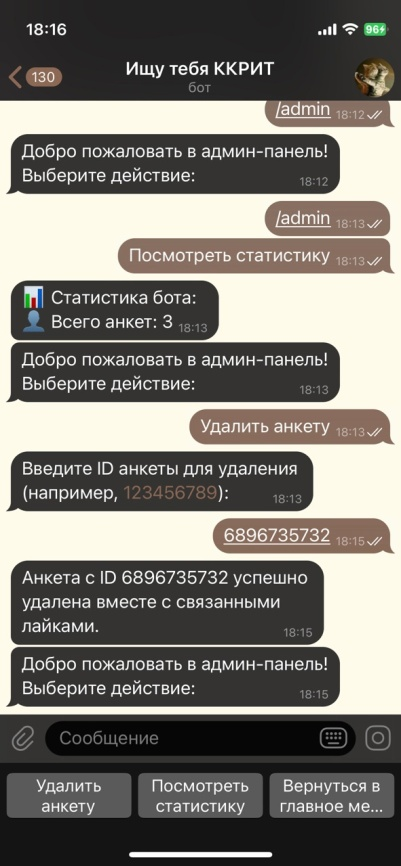 18:16
96
130
Ищу тебя ККРИТ
бот
/admin 18:12
Добро пожаловать в админ-панель!
Выберите действие:
18:12
/admin 18:13
Посмотреть статистику 18:13
Статистика бота:
Всего анкет: 3 18:13
Добро пожаловать в админ-панель!
Выберите действие:
18:13
Удалить анкету 18:13
Введите ID анкеты для удаления
(например, 123456789):
18:13
6896735732 18:15
Анкета с ID 6896735732 успешно
удалена вместе с связанными
лайками.
18:15
Добро пожаловать в админ-панель!
Выберите действие:
18:15
Сообщение
Удалить
анкету
Посмотреть
статистику
Вернуться в
главное ме...